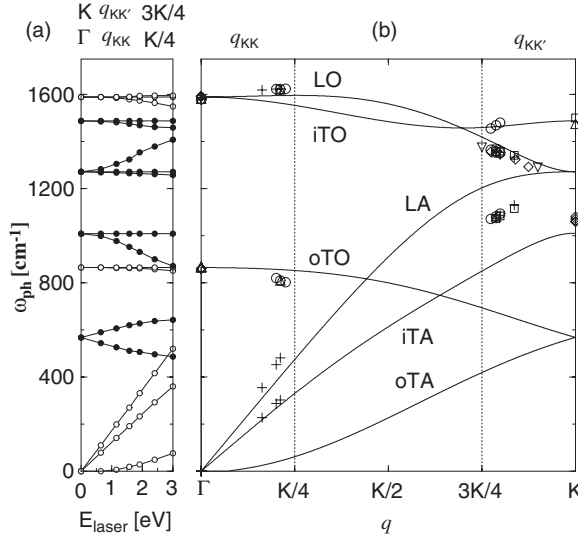 K q_KK' 3K/4
(a) Γ q_KK K/4
q_KK (b) q_KK'
1600
1200
800
400
0
ω_ph [cm⁻¹]
LO
iTO
LA
oTO
iTA
oTA
0 1 2 3
E_laser [eV]
Γ K/4 K/2 3K/4 K
q